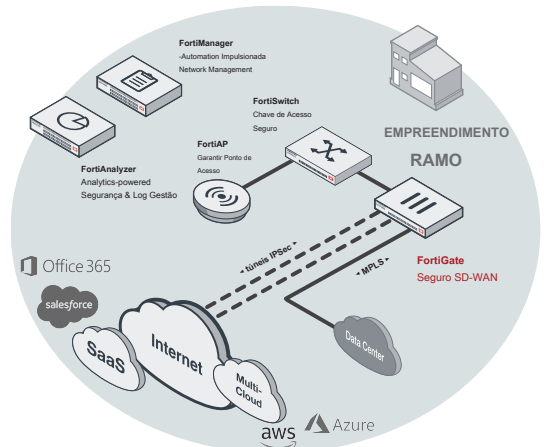 FortiManager
-Automation Impulsionada
Network Management
FortiSwitch
Chave de Acesso
Seguro
EMPREENDIMENTO
RAMO
FortiAP
Garantir Ponto de
Acesso
FortiAnalyzer
Analytics-powered
Segurança & Log Gestão
FortiGate
Seguro SD-WAN
túneis IPSec
MPLS
Office 365
salesforce
SaaS
Internet
Multi-
Cloud
Data Center
aws
Azure